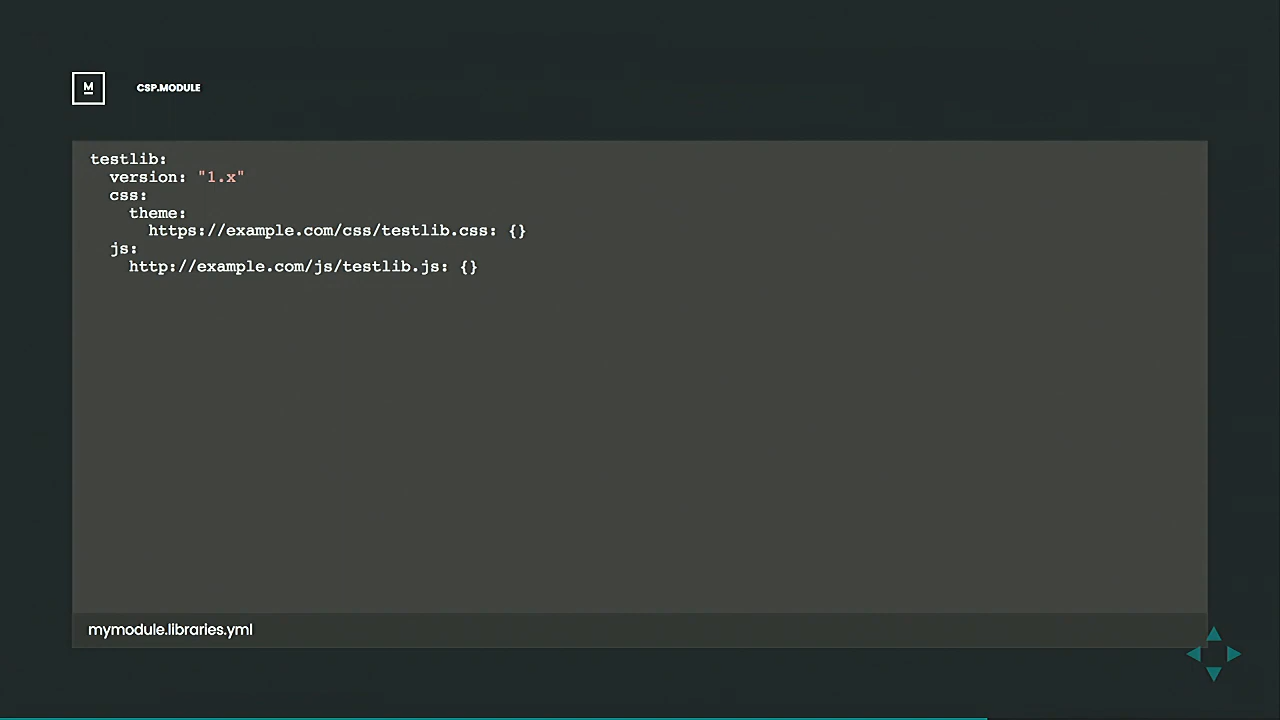 M
CSP.MODULE
testlib:
  version: "1.x"
  css:
    theme:
      https://example.com/css/testlib.css: {}
  js:
    http://example.com/js/testlib.js: {}
mymodule.libraries.yml